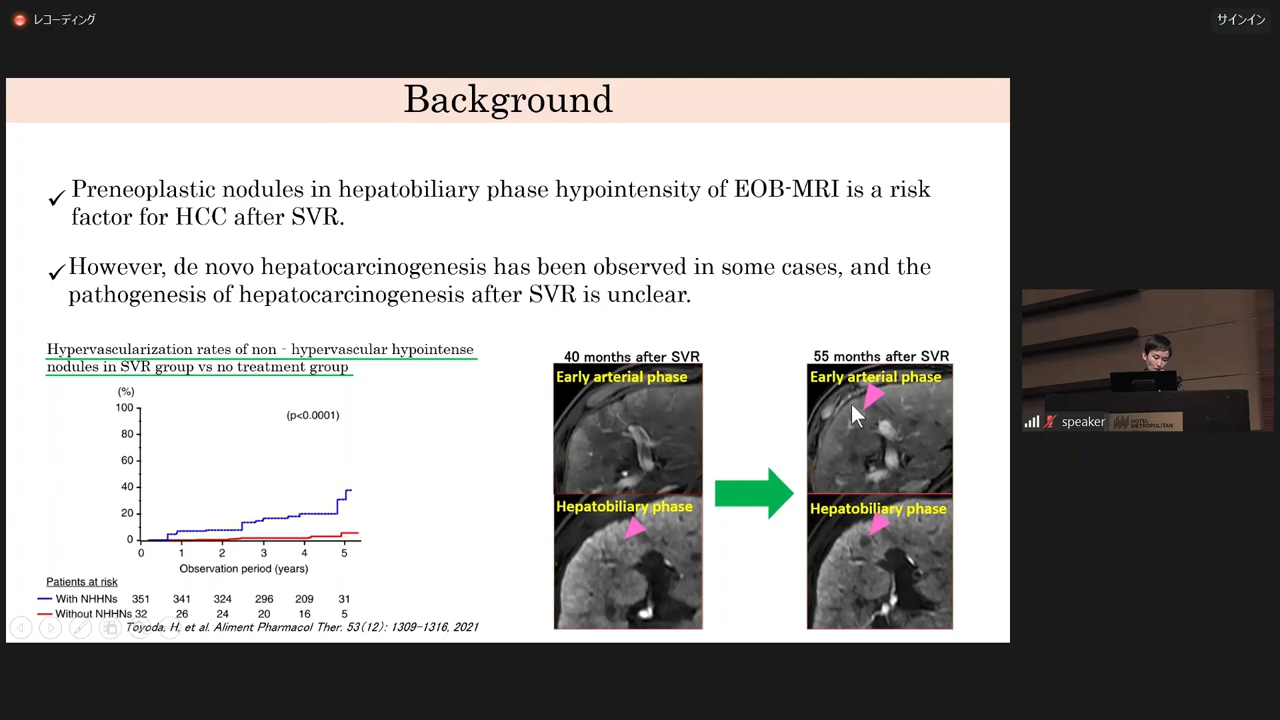 レコーディング
サインイン
Background
✓ Preneoplastic nodules in hepatobiliary phase hypointensity of EOB-MRI is a risk
factor for HCC after SVR.
✓ However, de novo hepatocarcinogenesis has been observed in some cases, and the
pathogenesis of hepatocarcinogenesis after SVR is unclear.
Hypervascularization rates of non‐hypervascular hypointense
nodules in SVR group vs no treatment group
(%)
100
80
60
40
20
0
(p<0.0001)
0 1 2 3 4 5
Observation period (years)
Patients at risk
With NHHNs 351 341 324 296 209 31
Without NHHNs 32 26 24 20 16 5
Toyoda, H, et al. Aliment Pharmacol Ther. 53(12): 1309-1316, 2021
40 months after SVR
Early arterial phase
Hepatobiliary phase
55 months after SVR
Early arterial phase
Hepatobiliary phase
speaker
HOTEL
METROPOLITAN